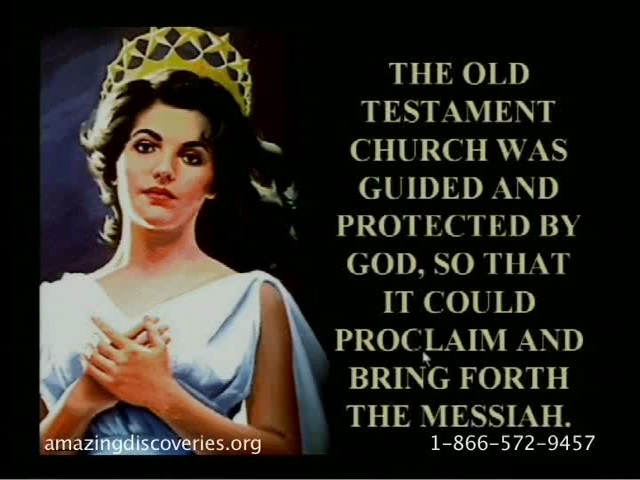 THE OLD
TESTAMENT
CHURCH WAS
GUIDED AND
PROTECTED BY
GOD, SO THAT
IT COULD
PROCLAIM AND
BRING FORTH
THE MESSIAH.
amazingdiscoveries.org
1-866-572-9457